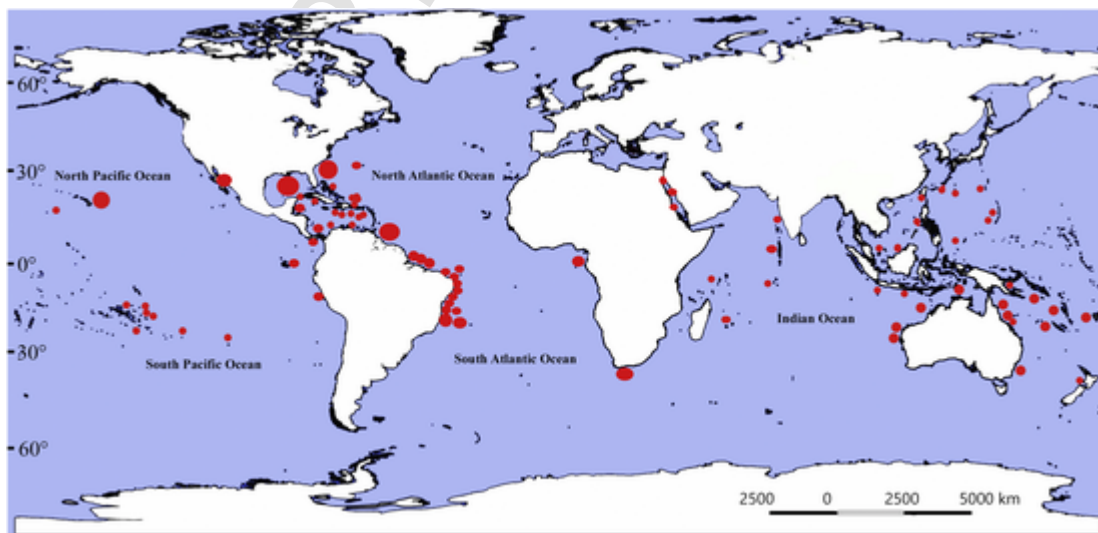 60°
30°
North Pacific Ocean
North Atlantic Ocean
0°
Indian Ocean
30°
South Pacific Ocean
South Atlantic Ocean
60°
2500 0 2500 5000 km